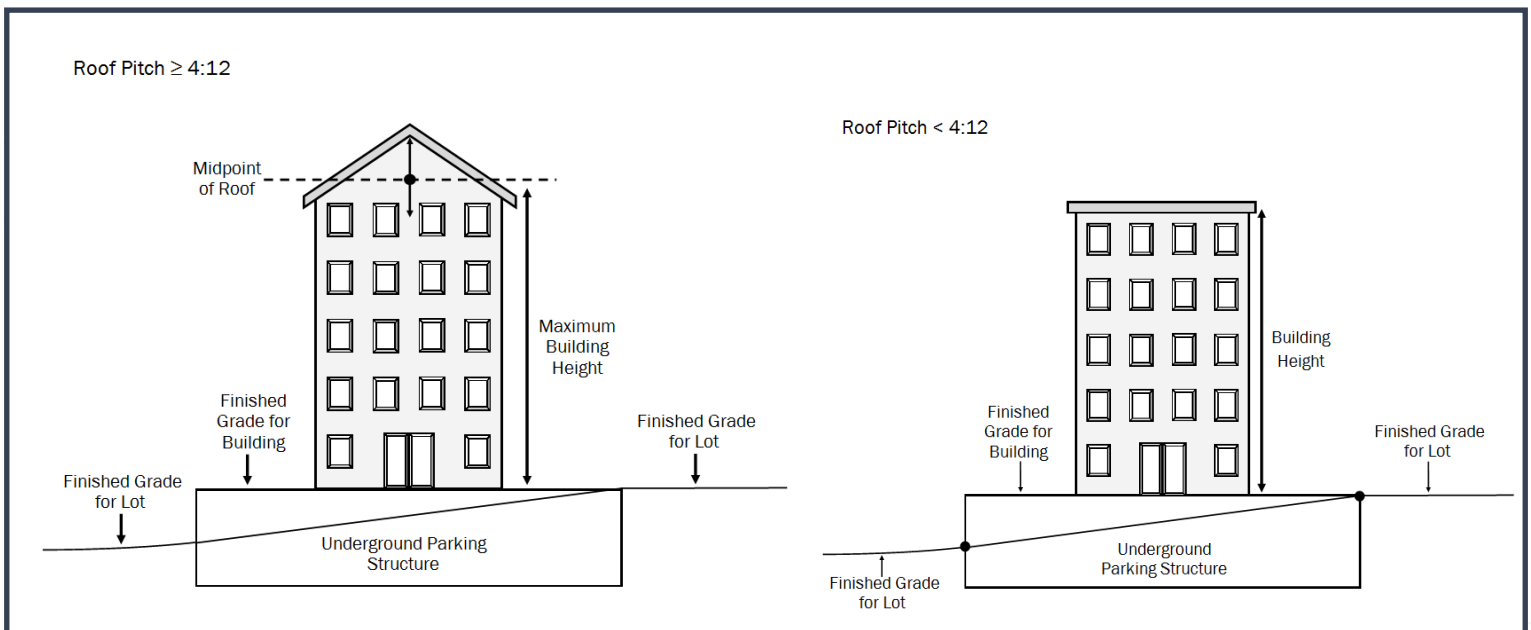 Roof Pitch ≥ 4:12
Midpoint
of Roof
Maximum
Building
Height
Finished
Grade for
Building
Finished Grade
for Lot
Finished Grade
for Lot
Underground Parking
Structure
Roof Pitch < 4:12
Building
Height
Finished
Grade for
Building
Finished Grade
for Lot
Underground
Parking Structure
Finished Grade
for Lot